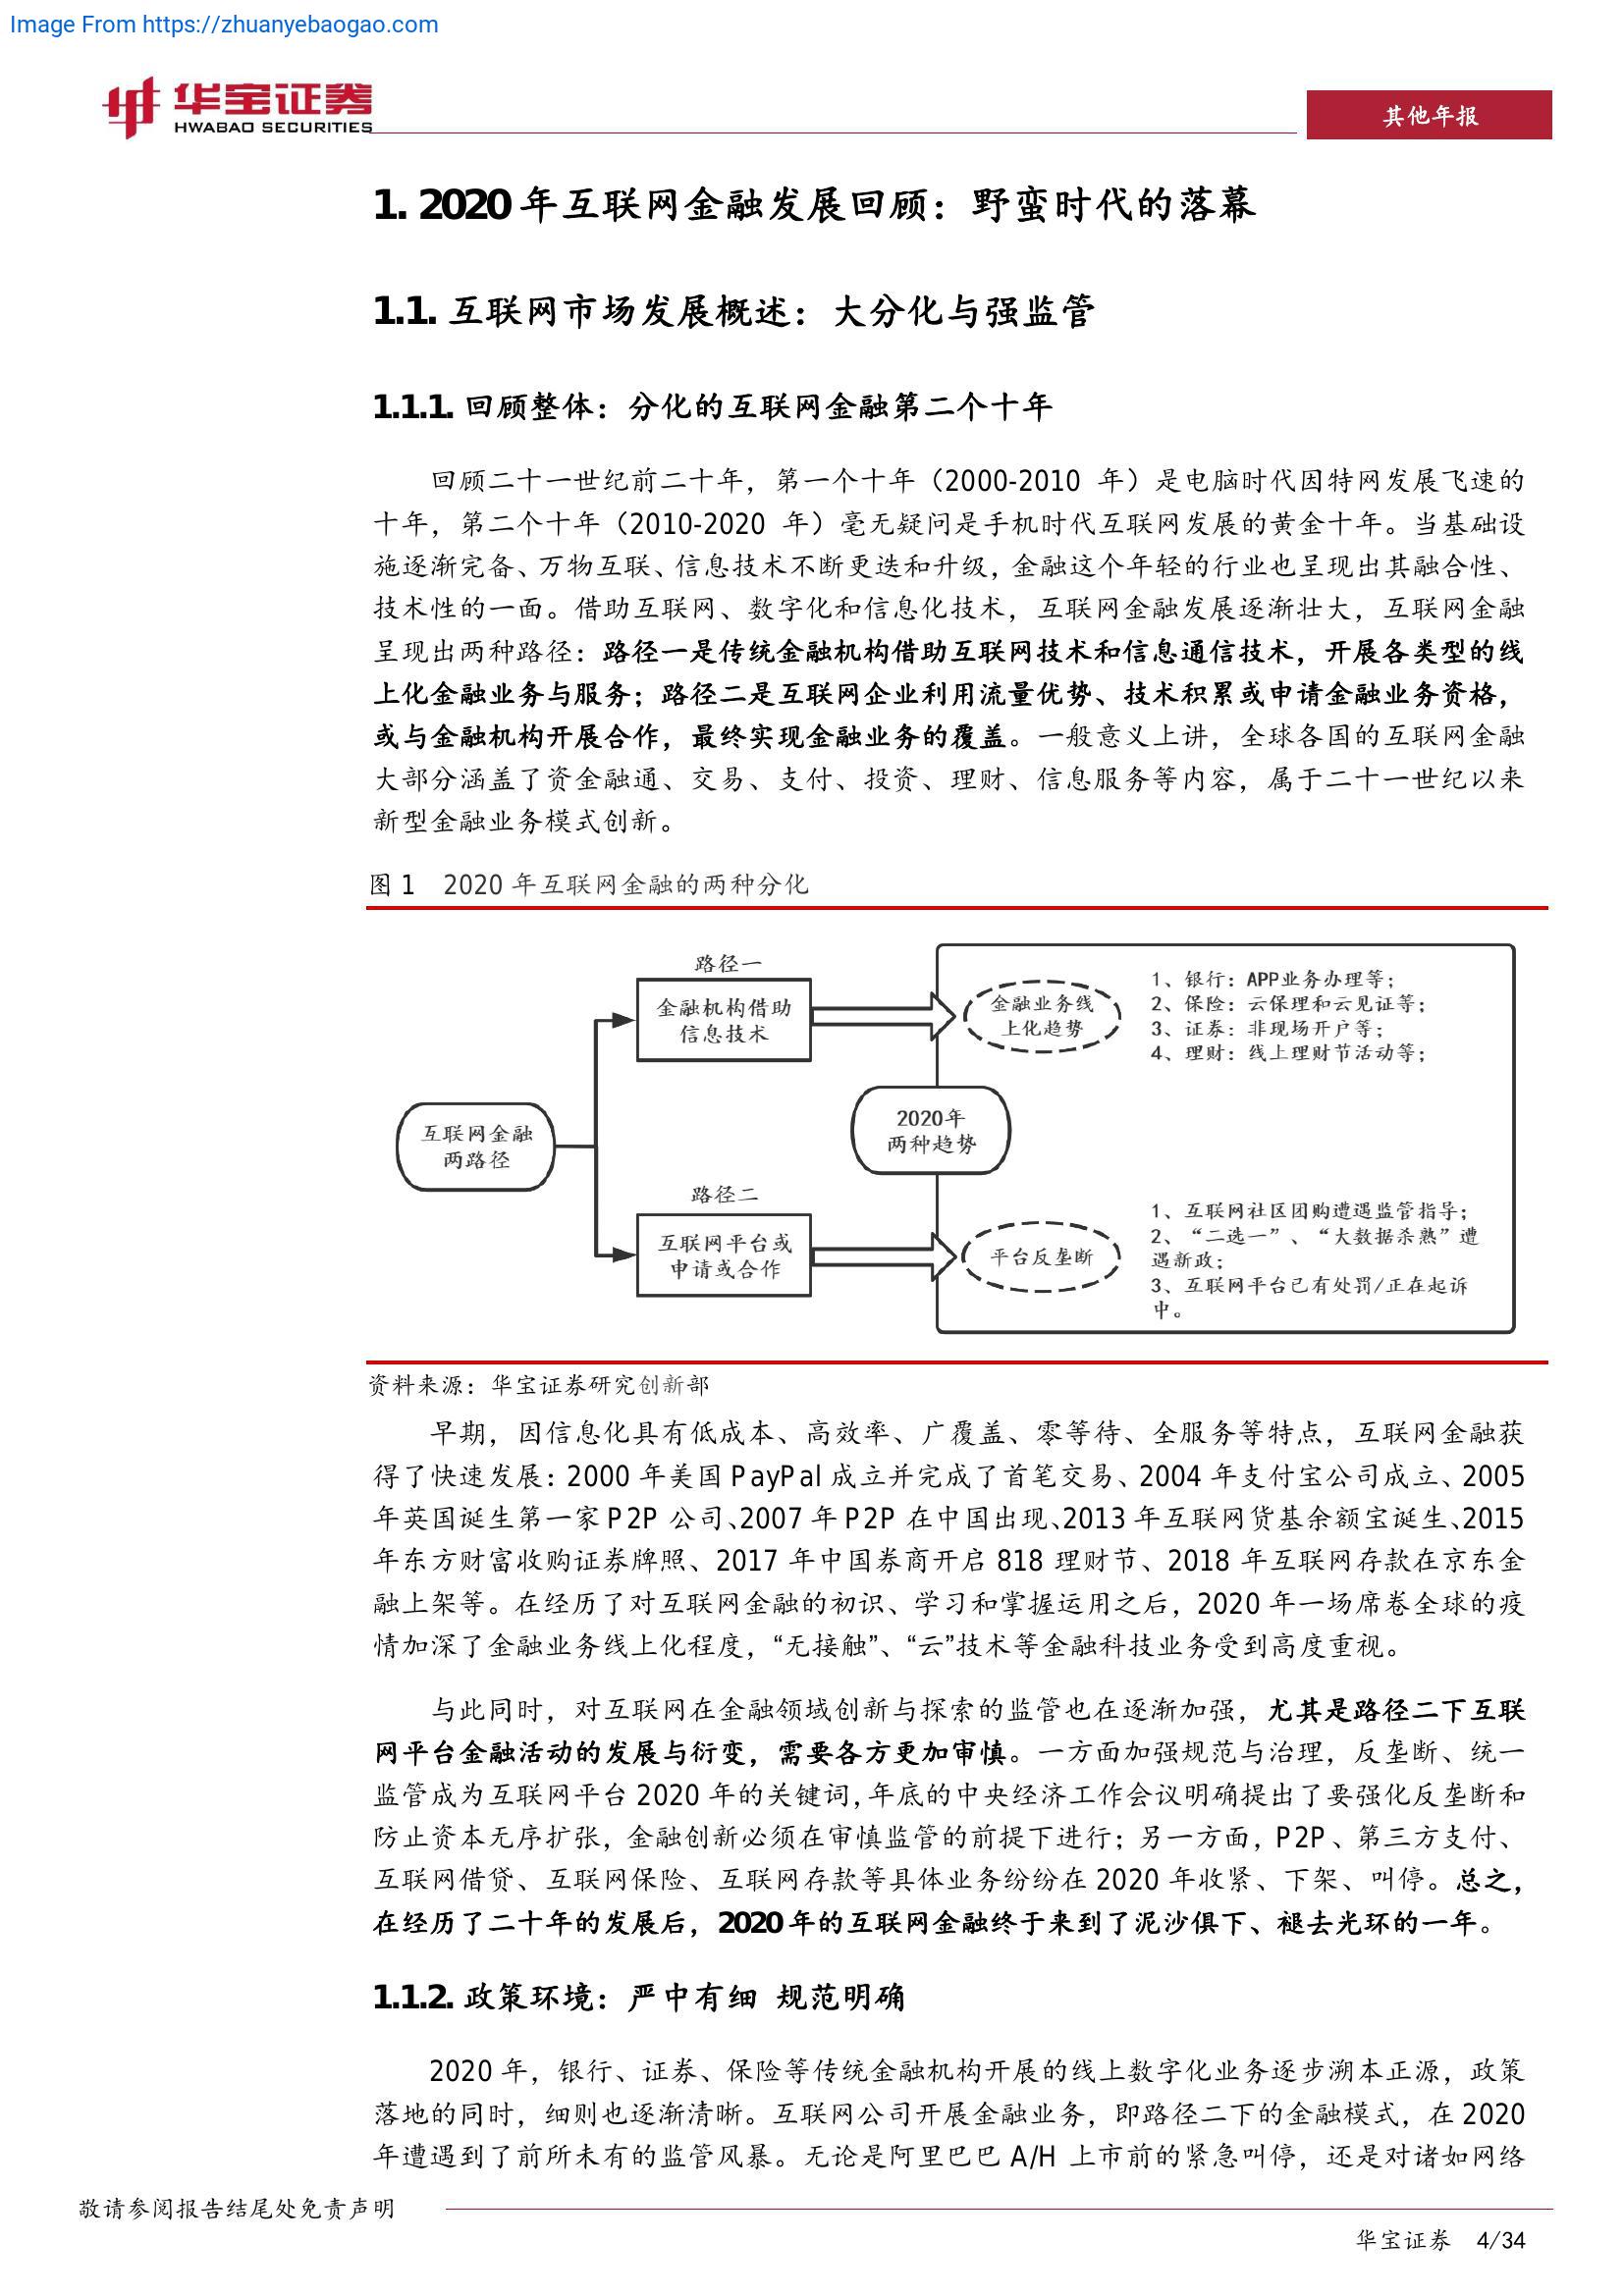 Image From https://zhuanyebaogao.com
华宝证券
HWABAO SECURITIES
其他年报
1. 2020 年互联网金融发展回顾：野蛮时代的落幕
1.1. 互联网市场发展概述：大分化与强监管
1.1.1. 回顾整体：分化的互联网金融第二个十年
回顾二十一世纪前二十年，第一个十年（2000-2010 年）是电脑时代因特网发展飞速的
十年，第二个十年（2010-2020 年）毫无疑问是手机时代互联网发展的黄金十年。当基础设
施逐渐完备、万物互联、信息技术不断更迭和升级，金融这个年轻的行业也呈现出其融合性、
技术性的一面。借助互联网、数字化和信息化技术，互联网金融发展逐渐壮大，互联网金融
呈现出两种路径：路径一是传统金融机构借助互联网技术和信息通信技术，开展各类型的线
上化金融业务与服务；路径二是互联网企业利用流量优势、技术积累或申请金融业务资格，
或与金融机构开展合作，最终实现金融业务的覆盖。一般意义上讲，全球各国的互联网金融
大部分涵盖了资金融通、交易、支付、投资、理财、信息服务等内容，属于二十一世纪以来
新型金融业务模式创新。
图 1 2020 年互联网金融的两种分化
路径一
金融机构借助
信息技术
金融业务线
上化趋势
1、银行：APP业务办理等；
2、保险：云保理和云见证等；
3、证券：非现场开户等；
4、理财：线上理财节活动等；
互联网金融
两路径
2020年
两种趋势
路径二
互联网平台或
申请或合作
平台反垄断
1、互联网社区团购遭遇监管指导；
2、“二选一”、“大数据杀熟”遭
遇新政；
3、互联网平台已有处罚/正在起诉
中。
资料来源：华宝证券研究创新部
早期，因信息化具有低成本、高效率、广覆盖、零等待、全服务等特点，互联网金融获
得了快速发展：2000 年美国 PayPal 成立并完成了首笔交易、2004 年支付宝公司成立、2005
年英国诞生第一家 P2P 公司、2007 年 P2P 在中国出现、2013 年互联网货基余额宝诞生、2015
年东方财富收购证券牌照、2017 年中国券商开启 818 理财节、2018 年互联网存款在京东金
融上架等。在经历了对互联网金融的初识、学习和掌握运用之后，2020 年一场席卷全球的疫
情加深了金融业务线上化程度，“无接触”、“云”技术等金融科技业务受到高度重视。
与此同时，对互联网在金融领域创新与探索的监管也在逐渐加强，尤其是路径二下互联
网平台金融活动的发展与衍变，需要各方更加审慎。一方面加强规范与治理，反垄断、统一
监管成为互联网平台 2020 年的关键词，年底的中央经济工作会议明确提出了要强化反垄断和
防止资本无序扩张，金融创新必须在审慎监管的前提下进行；另一方面，P2P、第三方支付、
互联网借贷、互联网保险、互联网存款等具体业务纷纷在 2020 年收紧、下架、叫停。总之，
在经历了二十年的发展后，2020 年的互联网金融终于来到了泥沙俱下、褪去光环的一年。
1.1.2. 政策环境：严中有细 规范明确
2020 年，银行、证券、保险等传统金融机构开展的线上数字化业务逐步溯本正源，政策
落地的同时，细则也逐渐清晰。互联网公司开展金融业务，即路径二下的金融模式，在 2020
年遭遇到了前所未有的监管风暴。无论是阿里巴巴 A/H 上市前的紧急叫停，还是对诸如网络
敬请参阅报告结尾处免责声明
华宝证券 4/34